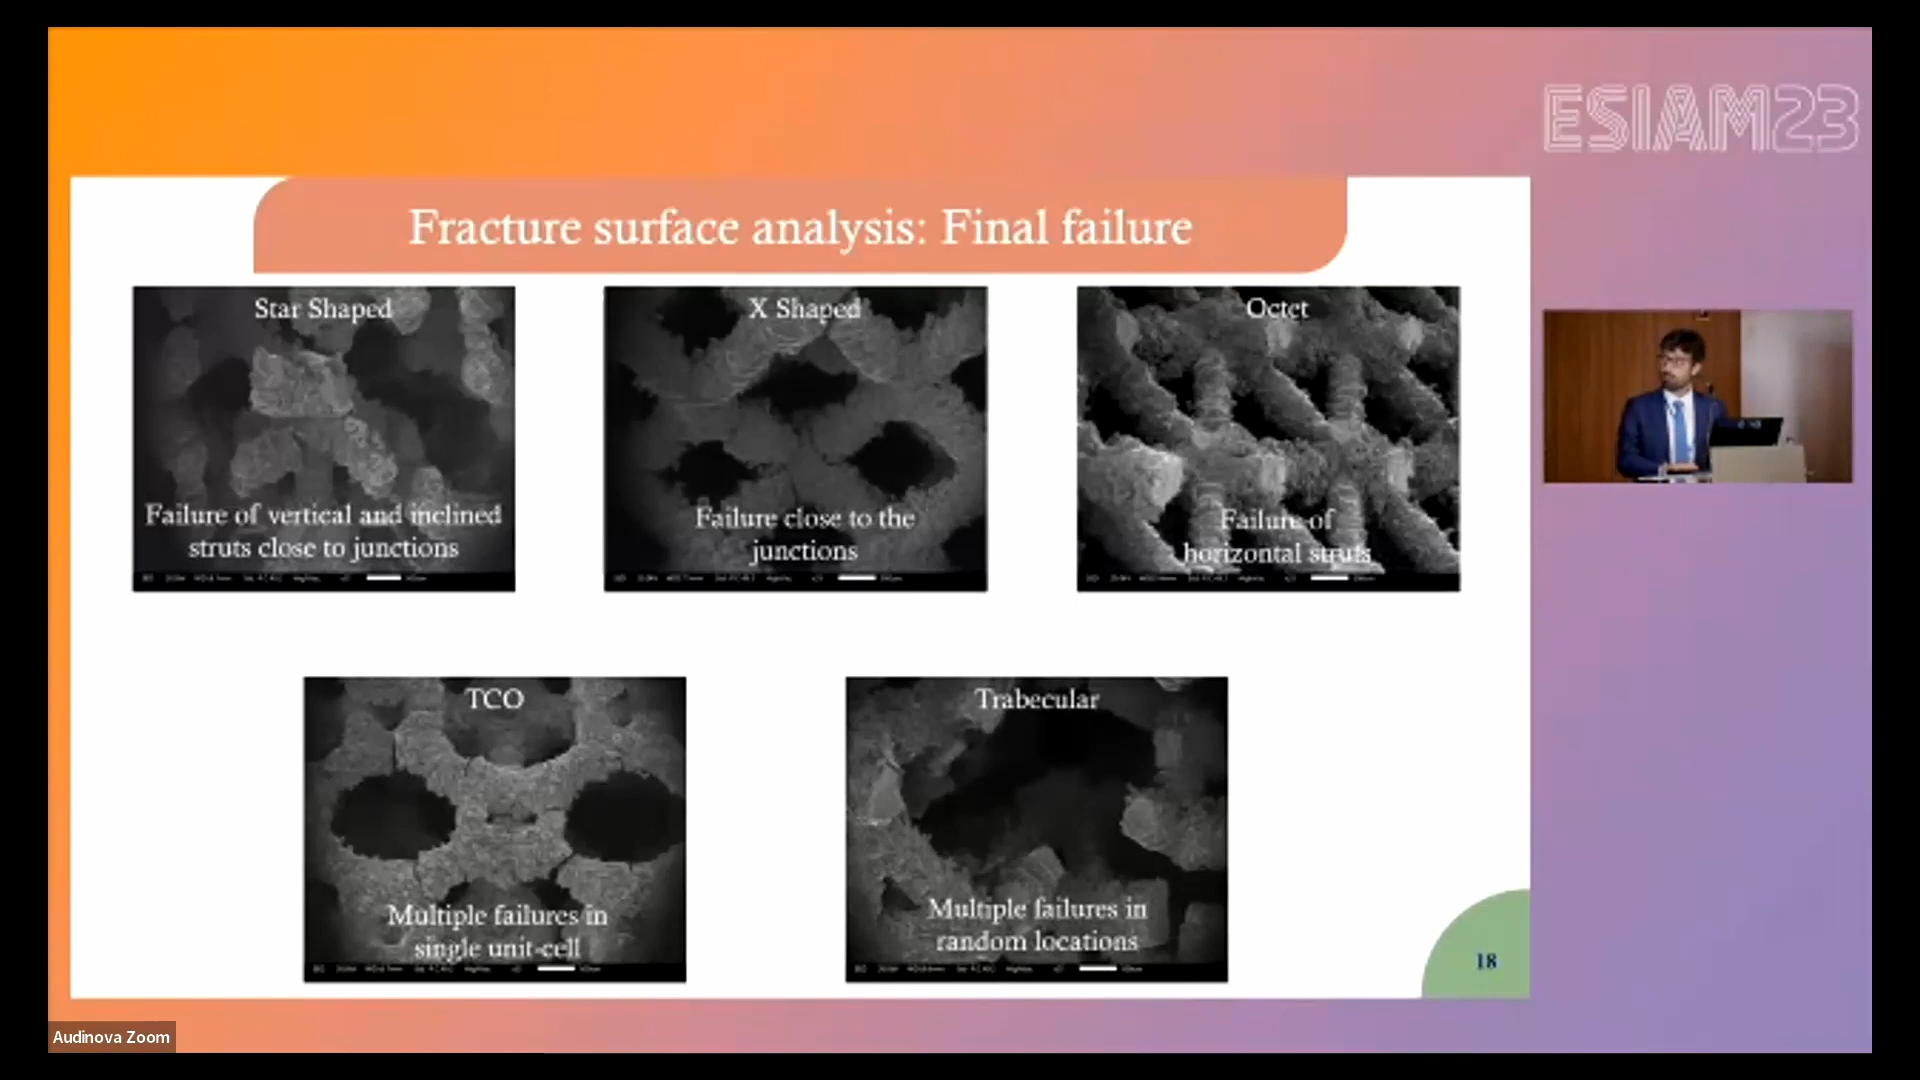 ESIAM23
Fracture surface analysis: Final failure
Star Shaped
Failure of vertical and inclined
struts close to junctions
X Shaped
Failure close to the
junctions
Octet
Failure of
horizontal struts
TCO
Multiple failures in
single unit-cell
Trabecular
Multiple failures in
random locations
18
Audinova Zoom